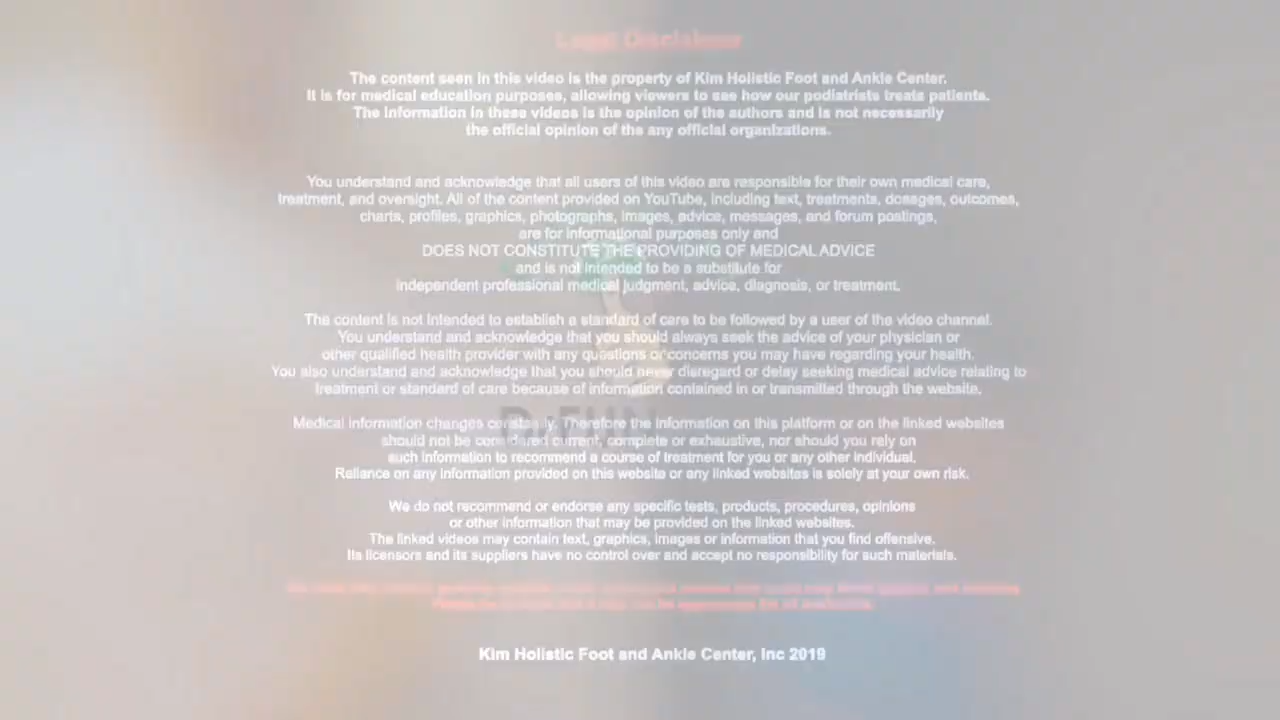 Legal Disclaimer
The content seen in this video is the property of Kim Holistic Foot and Ankle Center.
It is for medical education purposes, allowing viewers to see how our podiatrists treats patients.
The information in these videos is the opinion of the authors and is not necessarily
the official opinion of the any official organizations.
You understand and acknowledge that all users of this video are responsible for their own medical care,
treatment, and oversight. All of the content provided on YouTube, including text, treatments, dosages, outcomes,
charts, profiles, graphics, photographs, images, advice, messages, and forum postings,
are for informational purposes only and
DOES NOT CONSTITUTE THE PROVIDING OF MEDICAL ADVICE
and is not intended to be a substitute for
independent professional medical judgment, advice, diagnosis, or treatment.
The content is not intended to establish a standard of care to be followed by a user of the video channel.
You understand and acknowledge that you should always seek the advice of your physician or
other qualified health provider with any questions or concerns you may have regarding your health.
You also understand and acknowledge that you should never disregard or delay seeking medical advice relating to
treatment or standard of care because of information contained in or transmitted through the website.
Medical information changes constantly. Therefore the information on this platform or on the linked websites
should not be considered current, complete or exhaustive, nor should you rely on
such information to recommend a course of treatment for you or any other individual.
Reliance on any information provided on this website or any linked websites is solely at your own risk.
We do not recommend or endorse any specific tests, products, procedures, opinions
or other information that may be provided on the linked websites.
The linked videos may contain text, graphics, images or information that you find offensive.
Its licensors and its suppliers have no control over and accept no responsibility for such materials.
Kim Holistic Foot and Ankle Center, Inc 2019